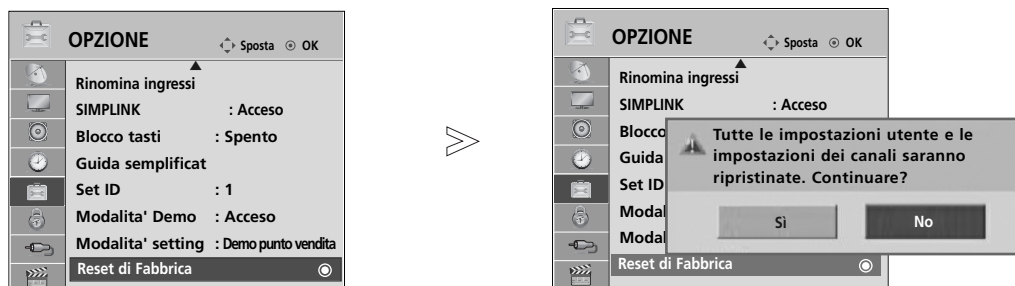 OPZIONE
Sposta OK
Rinomina ingressi
SIMPLINK : Acceso
Blocco tasti : Spento
Guida semplificat
Set ID : 1
Modalita' Demo : Acceso
Modalita' setting : Demo punto vendita
Reset di Fabbrica
OPZIONE
Sposta OK
Rinomina ingressi
SIMPLINK : Acceso
Blocco
Guida
Set ID
Modal
Modal
Reset di Fabbrica
Tutte le impostazioni utente e le
impostazioni dei canali saranno
ripristinate. Continuare?
Sì
No